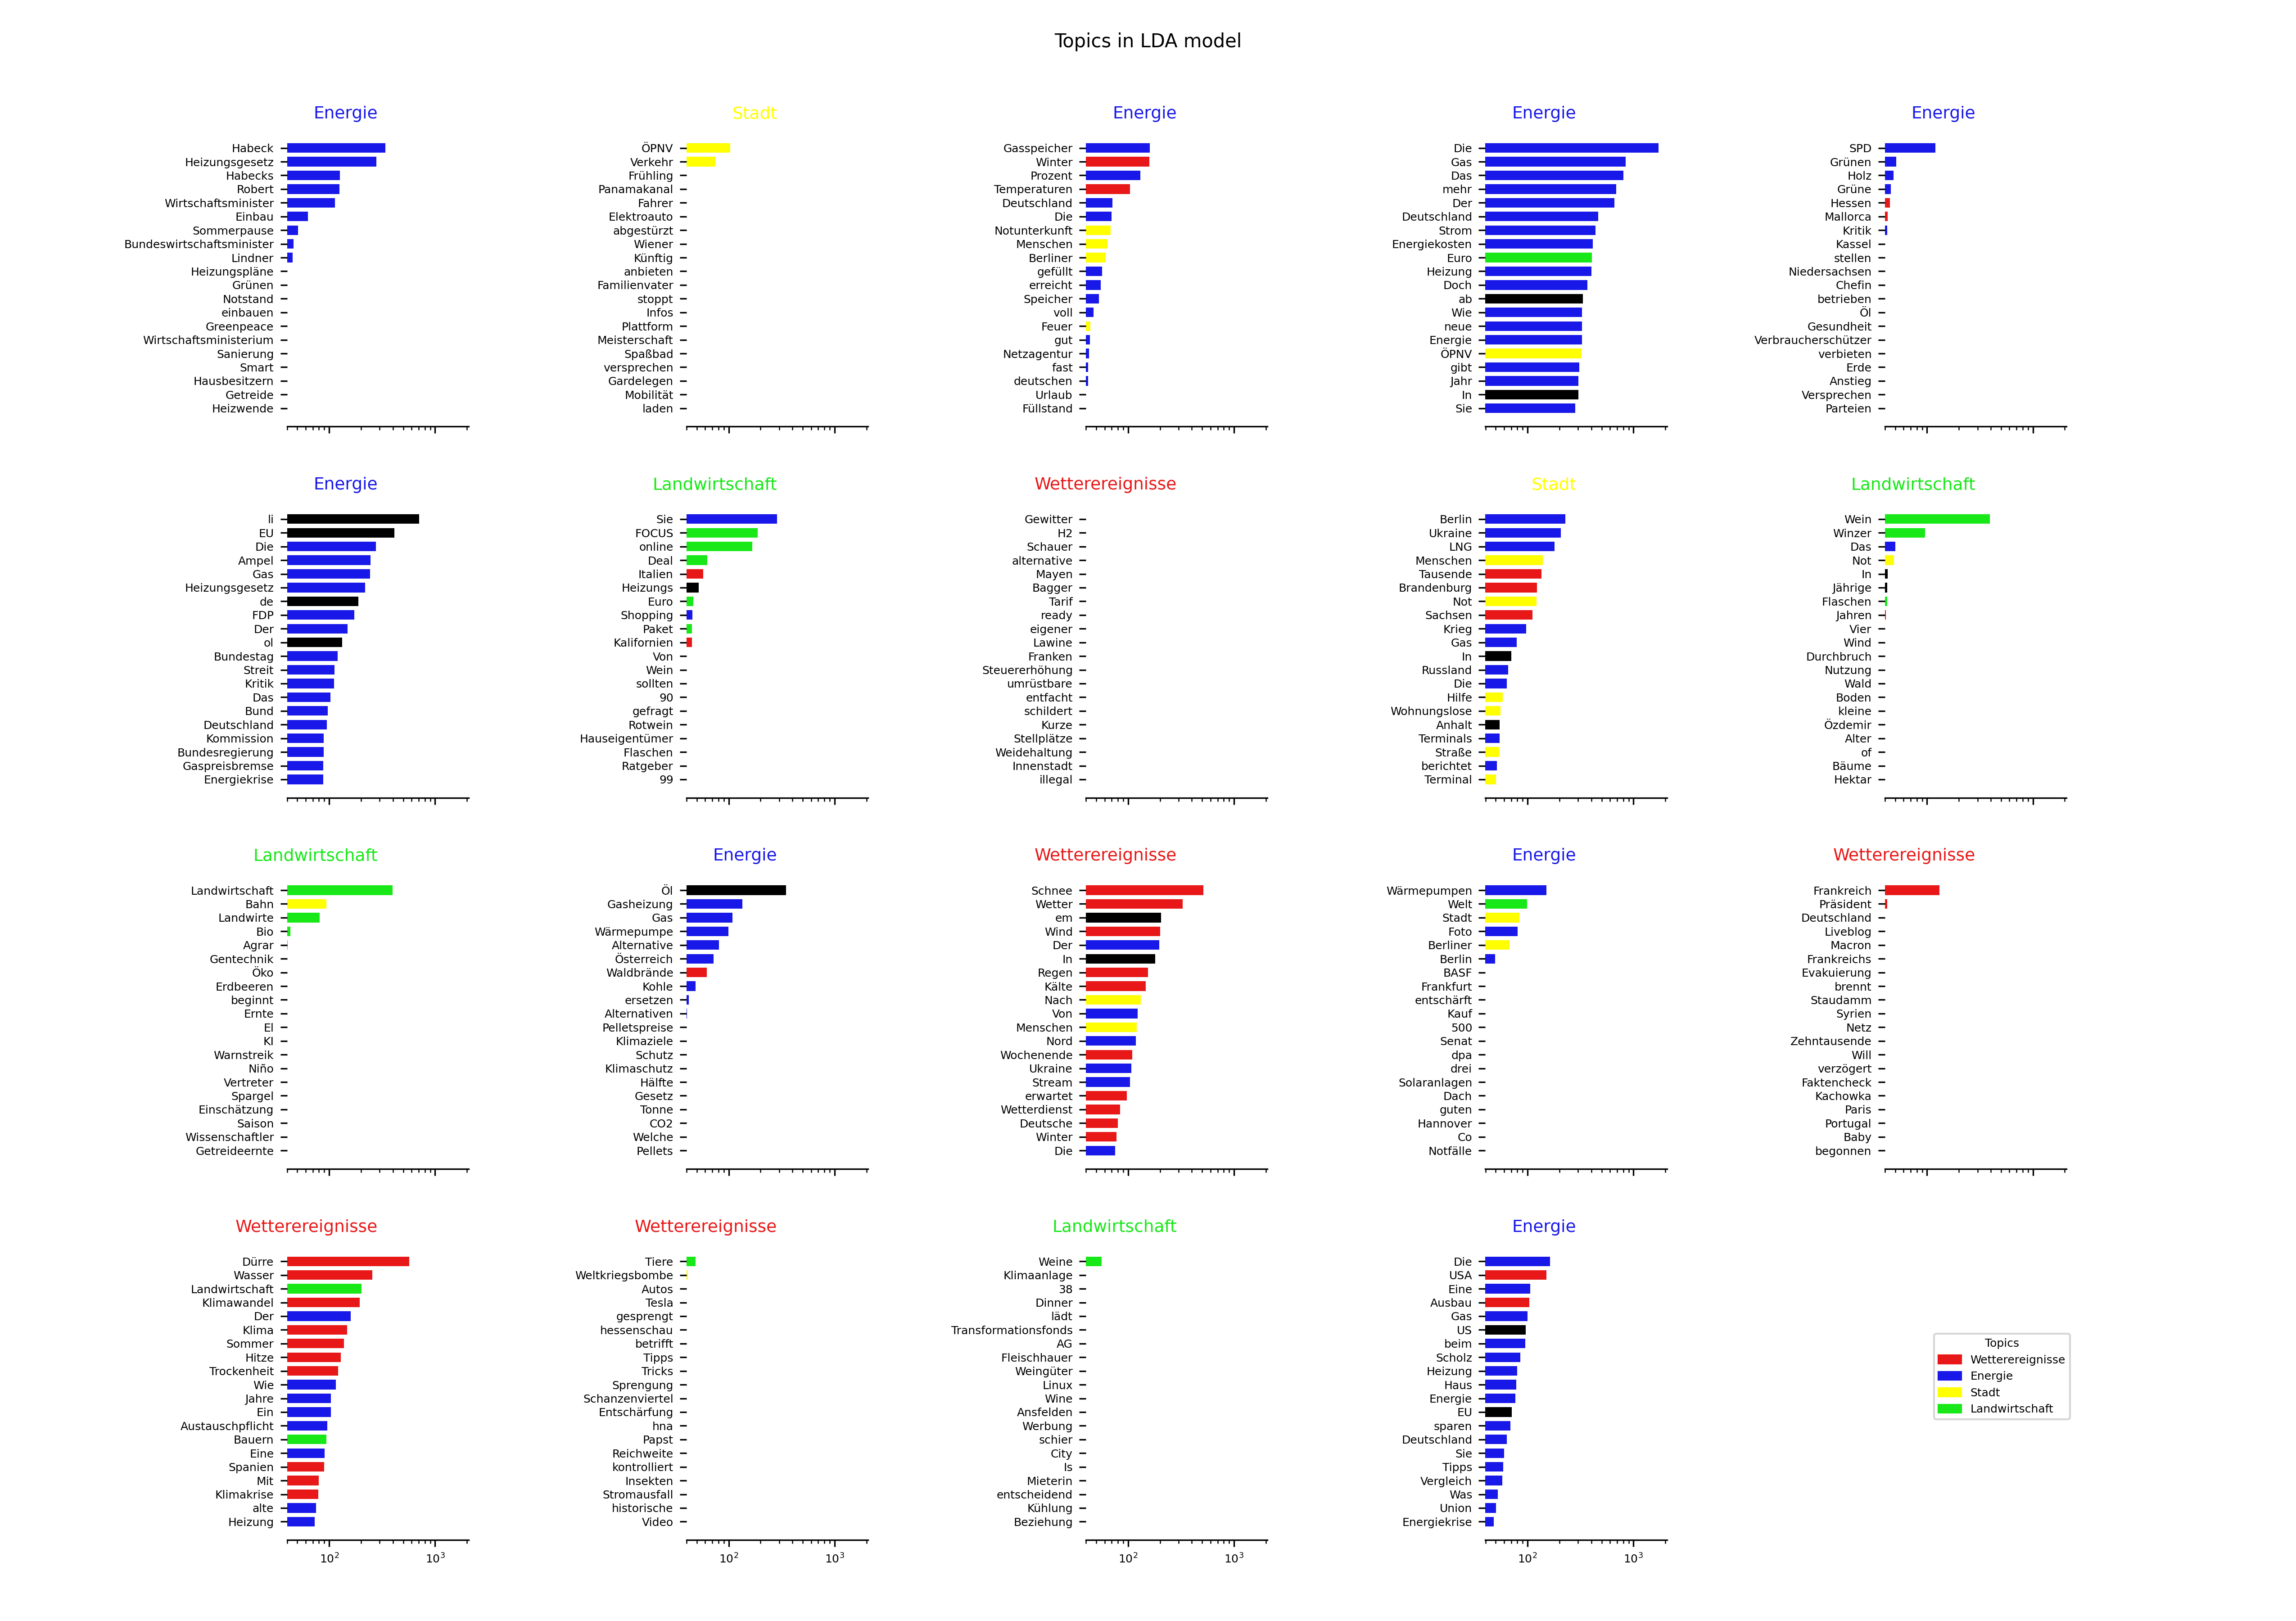 Topics in LDA model
Energie
Habeck
Heizungsgesetz
Habecks
Robert
Wirtschaftsminister
Einbau
Sommerpause
Bundeswirtschaftsminister
Lindner
Heizungspläne
Grünen
Notstand
einbauen
Greenpeace
Wirtschaftsministerium
Sanierung
Smart
Hausbesitzern
Getreide
Heizwende
Stadt
ÖPNV
Verkehr
Frühling
Panamakanal
Fahrer
Elektroauto
abgestürzt
Wiener
Künftig
anbieten
Familienvater
stoppt
Infos
Plattform
Meisterschaft
Spaßbad
versprechen
Gardelegen
Mobilität
laden
Energie
Gasspeicher
Winter
Prozent
Temperaturen
Deutschland
Die
Notunterkunft
Menschen
Berliner
gefüllt
erreicht
Speicher
voll
Feuer
gut
Netzagentur
fast
deutschen
Urlaub
Füllstand
Energie
Die
Gas
Das
mehr
Der
Deutschland
Strom
Energiekosten
Euro
Heizung
Doch
ab
Wie
neue
Energie
ÖPNV
gibt
Jahr
In
Sie
Energie
SPD
Grünen
Holz
Grüne
Hessen
Mallorca
Kritik
Kassel
stellen
Niedersachsen
Chefin
betrieben
Öl
Gesundheit
Verbraucherschützer
verbieten
Erde
Anstieg
Versprechen
Parteien
Energie
li
EU
Die
Ampel
Gas
Heizungsgesetz
de
FDP
Der
ol
Bundestag
Streit
Kritik
Das
Bund
Deutschland
Kommission
Bundesregierung
Gaspreisbremse
Energiekrise
Landwirtschaft
Sie
FOCUS
online
Deal
Italien
Heizungs
Euro
Shopping
Paket
Kalifornien
Von
Wein
sollten
90
gefragt
Rotwein
Hauseigentümer
Flaschen
Ratgeber
99
Wetterereignisse
Gewitter
H2
Schauer
alternative
Mayen
Bagger
Tarif
ready
eigener
Lawine
Franken
Steuererhöhung
umrüstbare
entfacht
schildert
Kurze
Stellplätze
Weidehaltung
Innenstadt
illegal
Stadt
Berlin
Ukraine
LNG
Menschen
Tausende
Brandenburg
Not
Sachsen
Krieg
Gas
In
Russland
Die
Hilfe
Wohnungslose
Anhalt
Terminals
Straße
berichtet
Terminal
Landwirtschaft
Wein
Winzer
Das
Not
In
Jährige
Flaschen
Jahren
Vier
Wind
Durchbruch
Nutzung
Wald
Boden
kleine
Özdemir
Alter
of
Bäume
Hektar
Landwirtschaft
Landwirtschaft
Bahn
Landwirte
Bio
Agrar
Gentechnik
Öko
Erdbeeren
beginnt
Ernte
El
KI
Warnstreik
Niño
Vertreter
Spargel
Einschätzung
Saison
Wissenschaftler
Getreideernte
Energie
Öl
Gasheizung
Gas
Wärmepumpe
Alternative
Österreich
Waldbrände
Kohle
ersetzen
Alternativen
Pelletspreise
Klimaziele
Schutz
Klimaschutz
Hälfte
Gesetz
Tonne
CO2
Welche
Pellets
Wetterereignisse
Schnee
Wetter
em
Wind
Der
In
Regen
Kälte
Nach
Von
Menschen
Nord
Wochenende
Ukraine
Stream
erwartet
Wetterdienst
Deutsche
Winter
Die
Energie
Wärmepumpen
Welt
Stadt
Foto
Berliner
Berlin
BASF
Frankfurt
entschärft
Kauf
500
Senat
dpa
drei
Solaranlagen
Dach
guten
Hannover
Co
Notfälle
Wetterereignisse
Frankreich
Präsident
Deutschland
Liveblog
Macron
Frankreichs
Evakuierung
brennt
Staudamm
Syrien
Netz
Zehntausende
Will
verzögert
Faktencheck
Kachowka
Paris
Portugal
Baby
begonnen
Wetterereignisse
Dürre
Wasser
Landwirtschaft
Klimawandel
Der
Klima
Sommer
Hitze
Trockenheit
Wie
Jahre
Ein
Austauschpflicht
Bauern
Eine
Spanien
Mit
Klimakrise
alte
Heizung
10²
10³
Wetterereignisse
Tiere
Weltkriegsbombe
Autos
Tesla
gesprengt
hessenschau
betrifft
Tipps
Tricks
Sprengung
Schanzenviertel
Entschärfung
hna
Papst
Reichweite
kontrolliert
Insekten
Stromausfall
historische
Video
10²
10³
Landwirtschaft
Weine
Klimaanlage
38
Dinner
lädt
Transformationsfonds
AG
Fleischhauer
Weingüter
Linux
Wine
Ansfelden
Werbung
schier
City
Is
Mieterin
entscheidend
Kühlung
Beziehung
10²
10³
Energie
Die
USA
Eine
Ausbau
Gas
US
beim
Scholz
Heizung
Haus
Energie
EU
sparen
Deutschland
Sie
Tipps
Vergleich
Was
Union
Energiekrise
10²
10³
Topics
Wetterereignisse
Energie
Stadt
Landwirtschaft